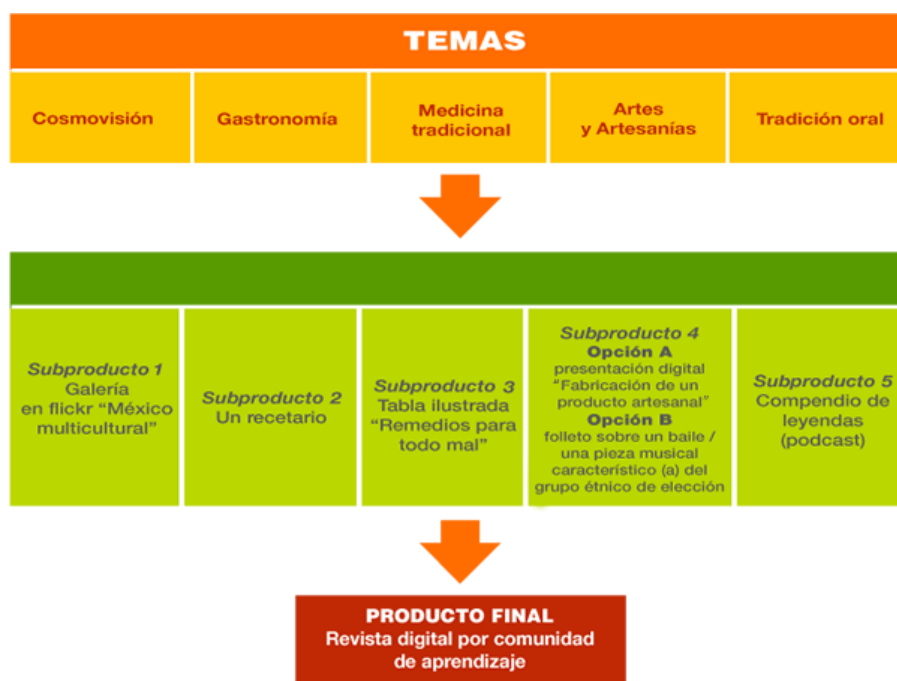 TEMAS
Cosmovisión
Gastronomía
Medicina
tradicional
Artes
y Artesanías
Tradición oral
Subproducto 1
Galería
en flickr “México
multicultural”
Subproducto 2
Un recetario
Subproducto 3
Tabla ilustrada
“Remedios para
todo mal”
Subproducto 4
Opción A
presentación digital
“Fabricación de un
producto artesanal”
Opción B
folleto sobre un baile /
una pieza musical
característico (a) del
grupo étnico de elección
Subproducto 5
Compendio de
leyendas
(podcast)
PRODUCTO FINAL
Revista digital por comunidad
de aprendizaje